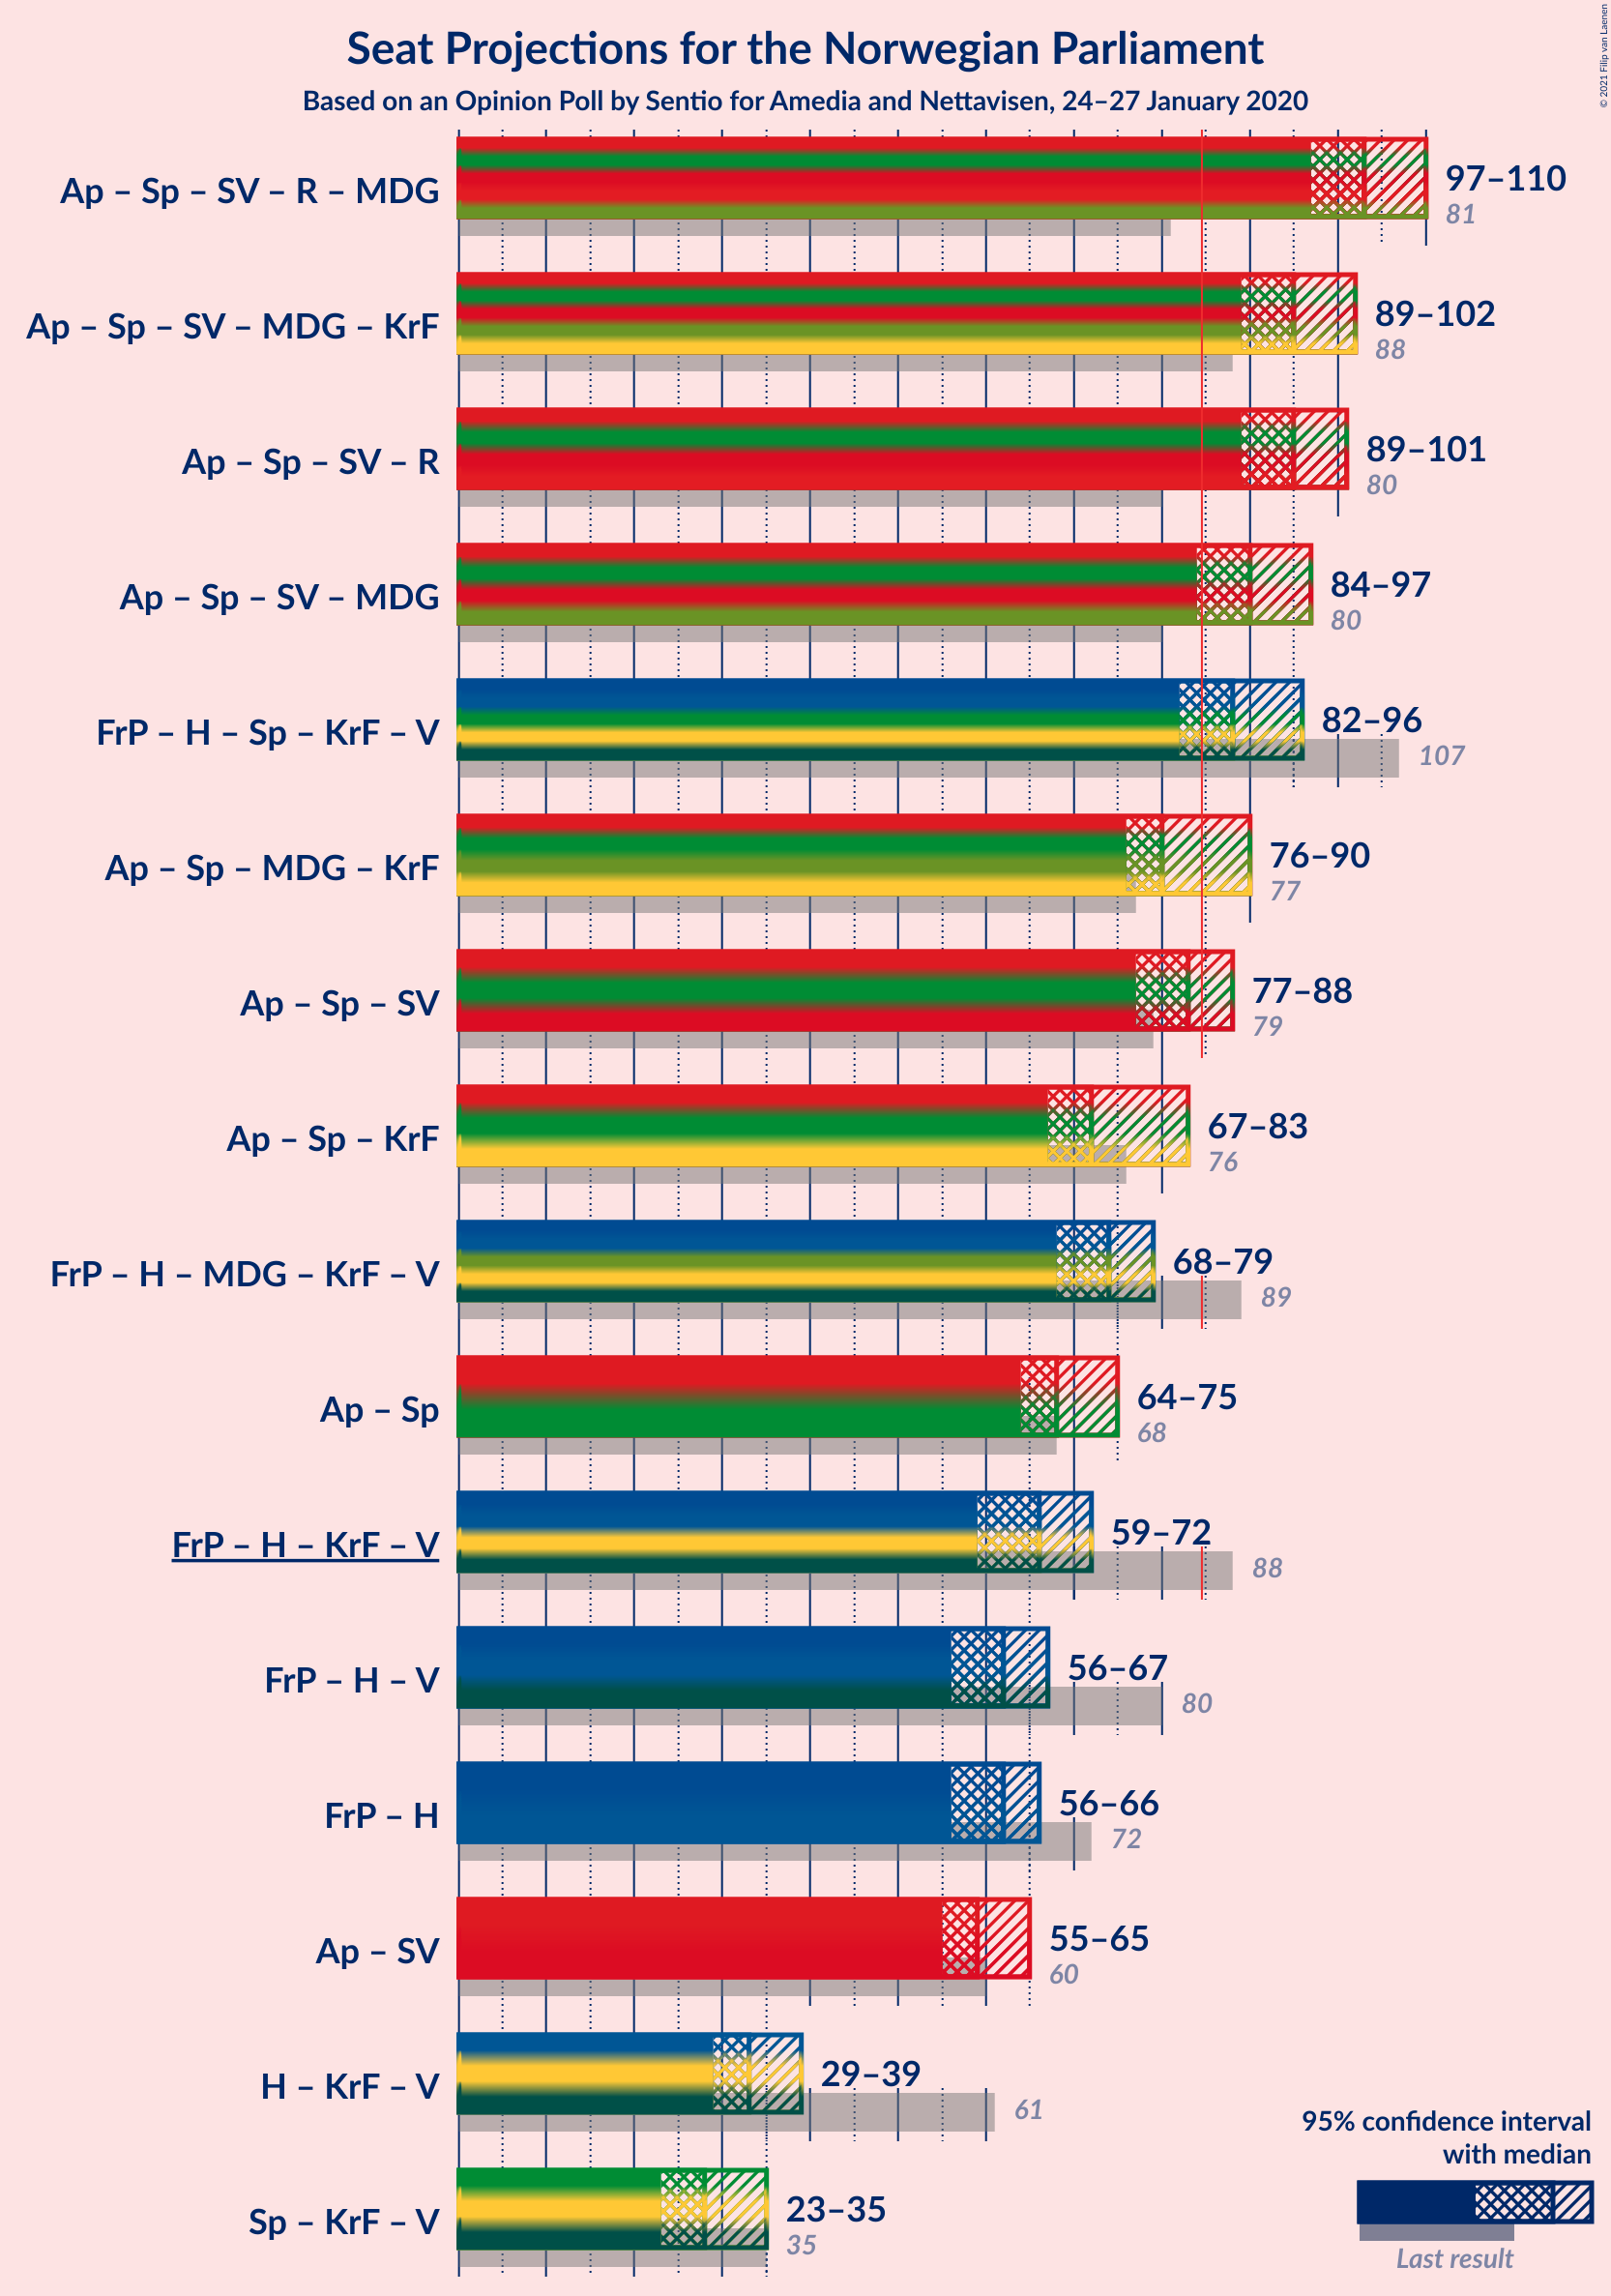 © 2021 Filip van Laenen
Seat Projections for the Norwegian Parliament
Based on an Opinion Poll by Sentio for Amedia and Nettavisen, 24–27 January 2020
Ap – Sp – SV – R – MDG
97–110
81
Ap – Sp – SV – MDG – KrF
89–102
88
Ap – Sp – SV – R
89–101
80
Ap – Sp – SV – MDG
84–97
80
FrP – H – Sp – KrF – V
82–96
107
Ap – Sp – MDG – KrF
76–90
77
Ap – Sp – SV
77–88
79
Ap – Sp – KrF
67–83
76
FrP – H – MDG – KrF – V
68–79
89
Ap – Sp
64–75
68
FrP – H – KrF – V
59–72
88
FrP – H – V
56–67
80
FrP – H
56–66
72
Ap – SV
55–65
60
H – KrF – V
29–39
61
Sp – KrF – V
23–35
35
95% confidence interval
with median
Last result